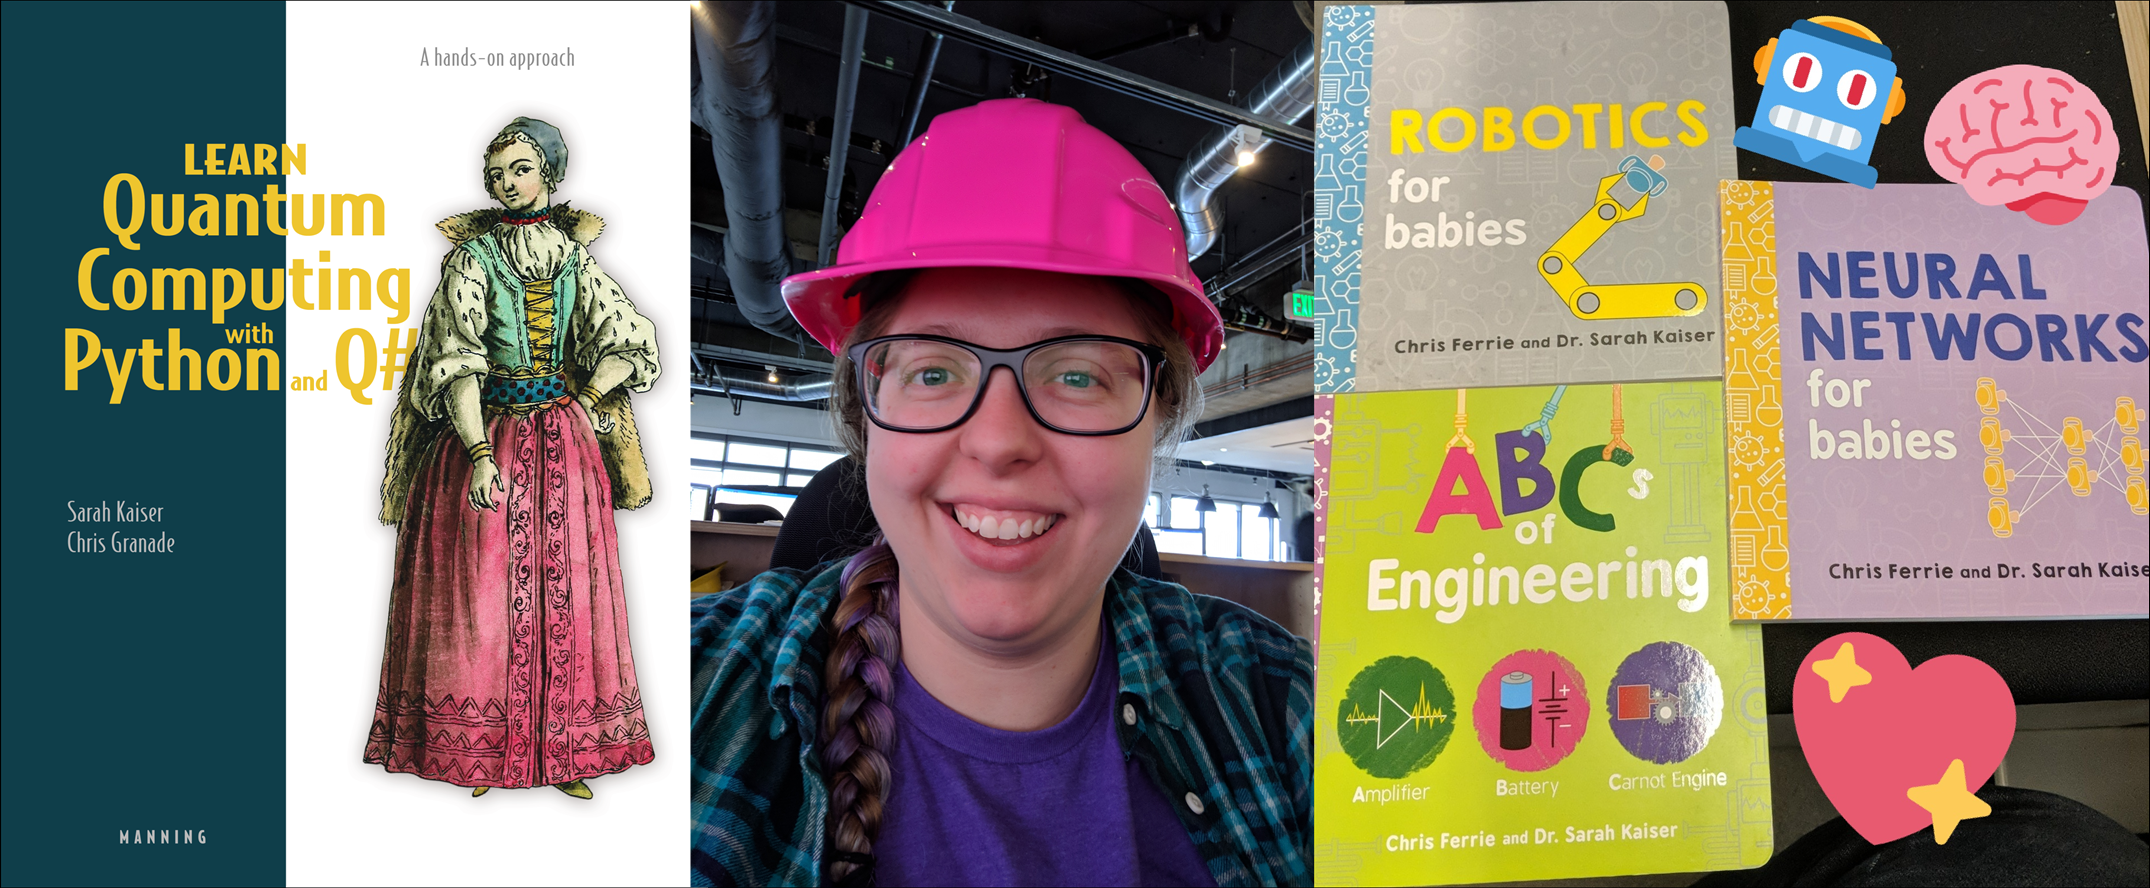 A hands-on approach
LEARN
Quantum
Computing
with
Python and Q#
Sarah Kaiser
Chris Granade
MANNING
EXI
ROBOTICS
for
babies
Chris Ferrie and Dr. Sarah Kaiser
NEURAL
NETWORKS
for
babies
Chris Ferrie and Dr. Sarah Kaise
ABCs
of
Engineering
Amplifier
Battery
Carnot Engine
Chris Ferrie and Dr. Sarah Kaiser